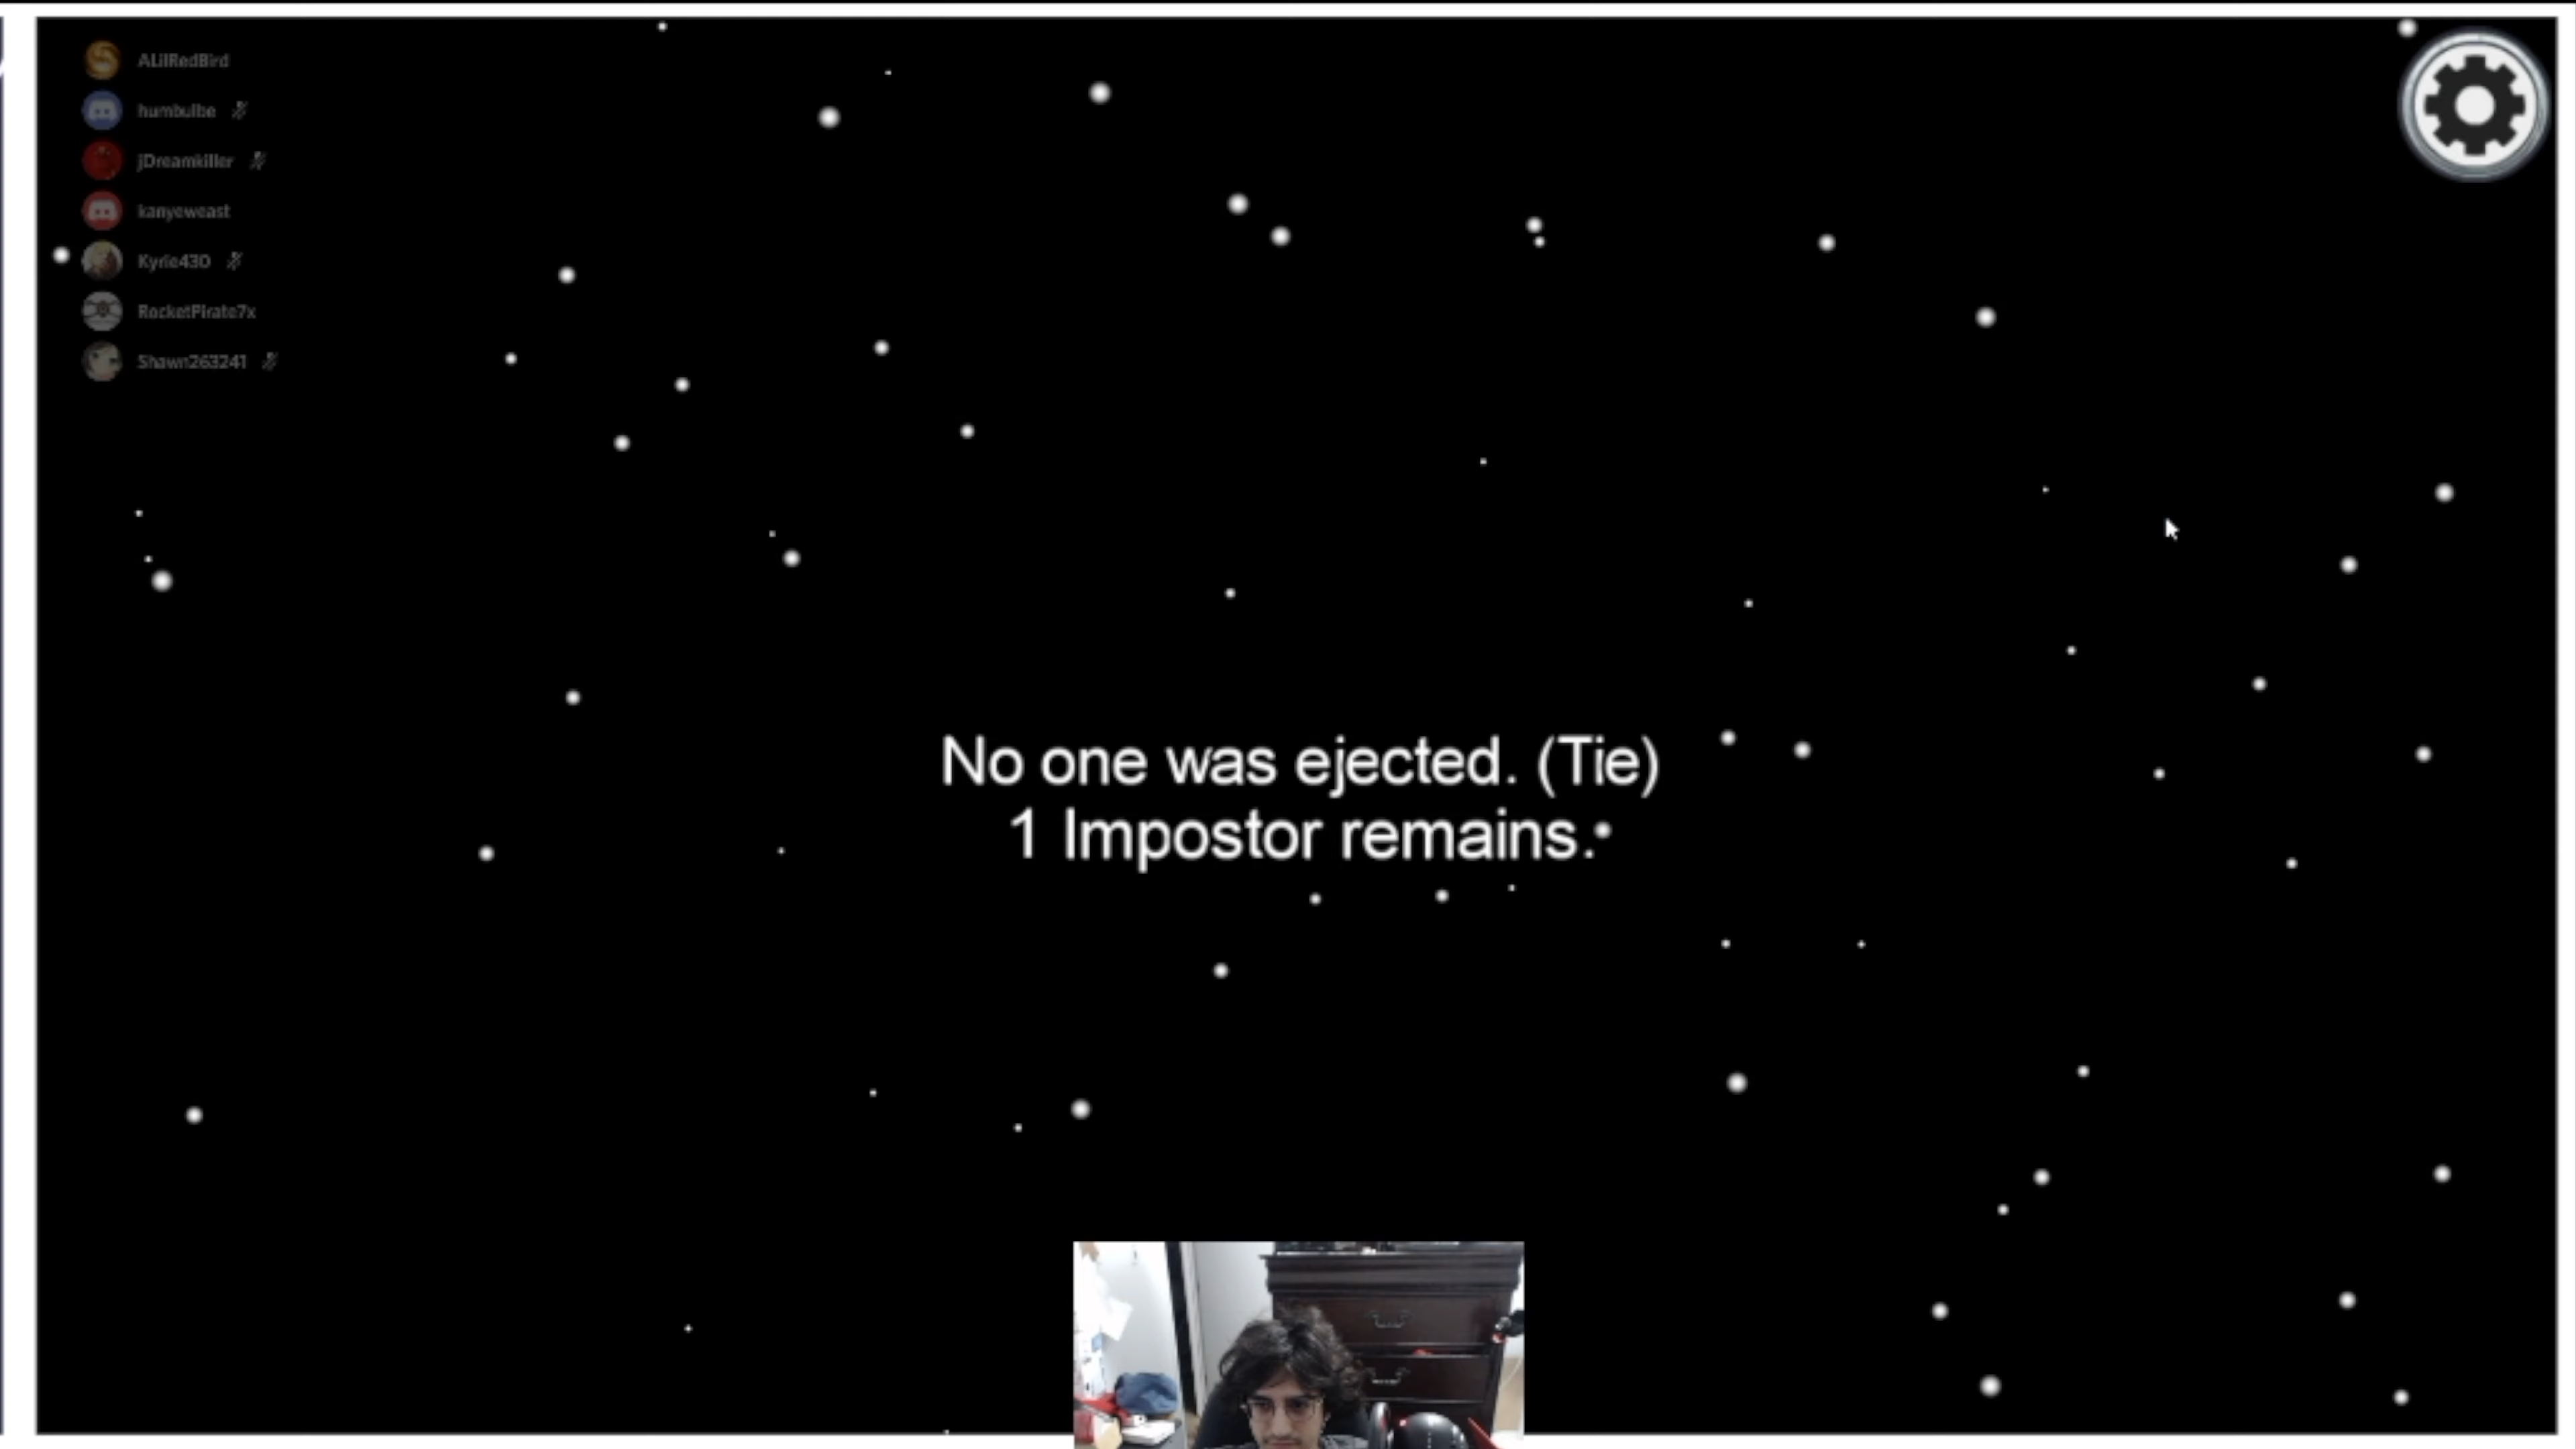 ALilRedBird
humbulbe
jDreamkiller
kanyeweast
Kyrie430
RocketPirate7x
Shawn263241
No one was ejected. (Tie)
1 Impostor remains.